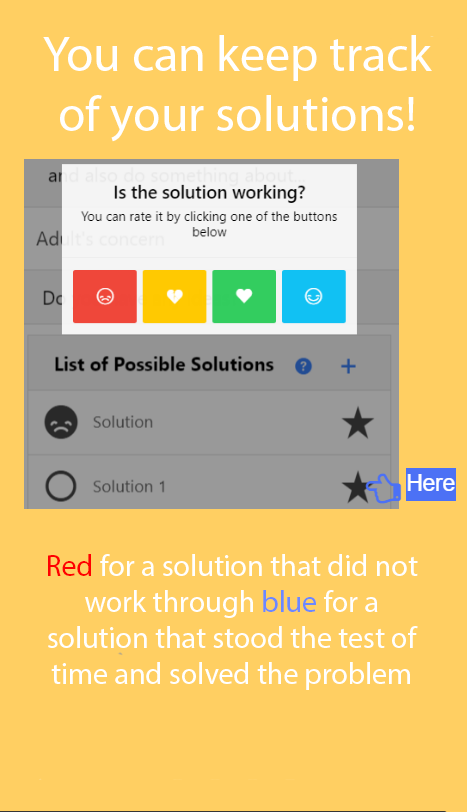 You can keep track
of your solutions!
and also do something about...
Is the solution working?
You can rate it by clicking one of the buttons
below
Adult's concern
Do
List of Possible Solutions
Solution
Solution 1
Here
Red for a solution that did not
work through blue for a
solution that stood the test of
time and solved the problem